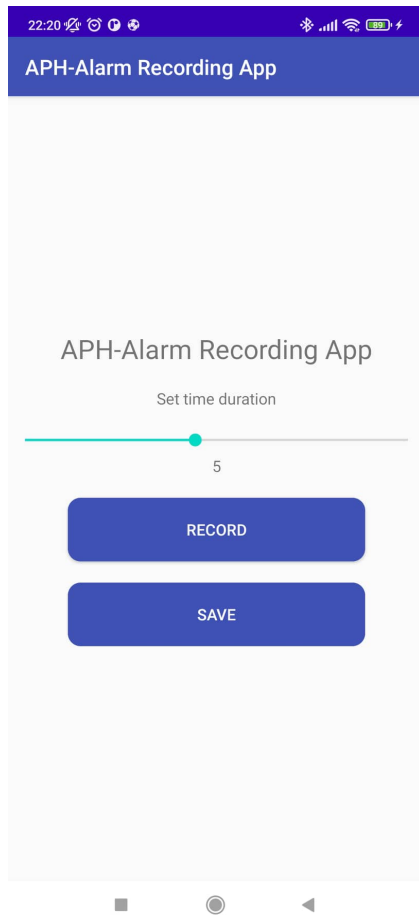 22:20 89
APH-Alarm Recording App
APH-Alarm Recording App
Set time duration
5
RECORD
SAVE